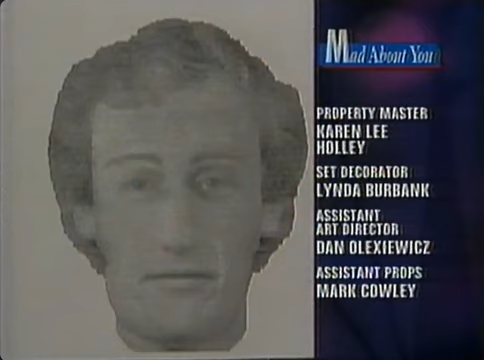 Mad About You
PROPERTY MASTER
KAREN LEE
HOLLEY
SET DECORATOR
LYNDA BURBANK
ASSISTANT
ART DIRECTOR
DAN OLEXIEWICZ
ASSISTANT PROPS
MARK COWLEY